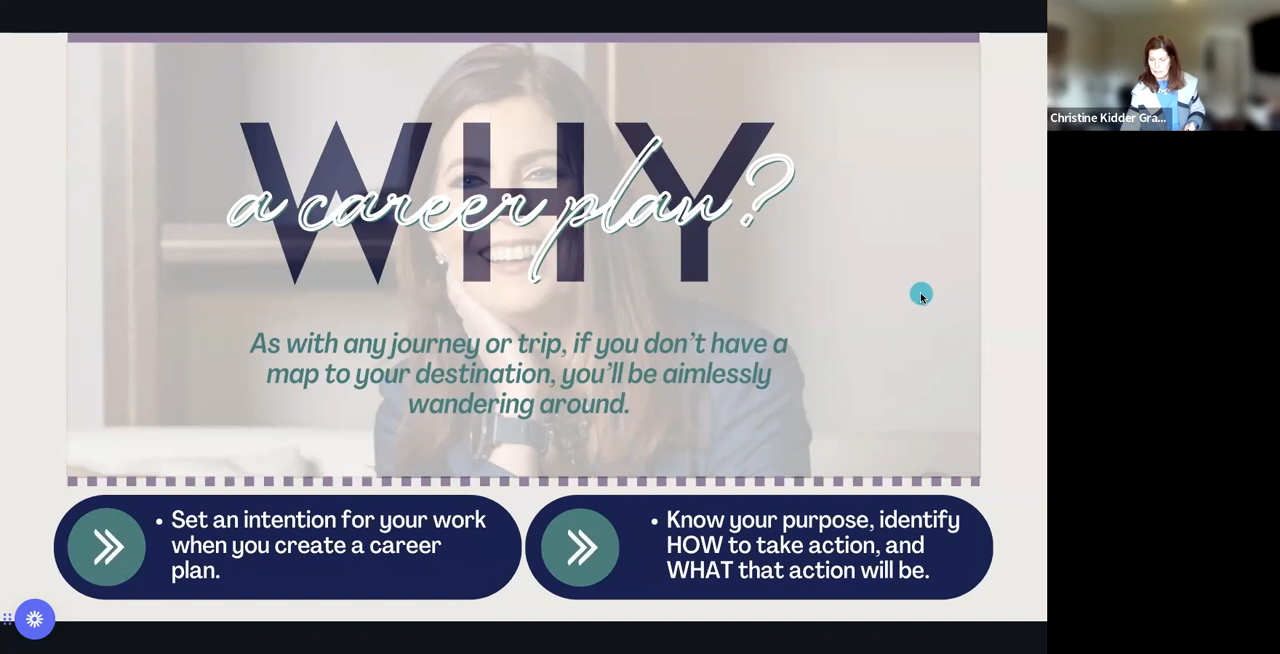 WHY
a career plan?
As with any journey or trip, if you don't have a
map to your destination, you'll be aimlessly
wandering around.
• Set an intention for your work
when you create a career
plan.
• Know your purpose, identify
HOW to take action, and
WHAT that action will be.
Christine Kidder Gra...